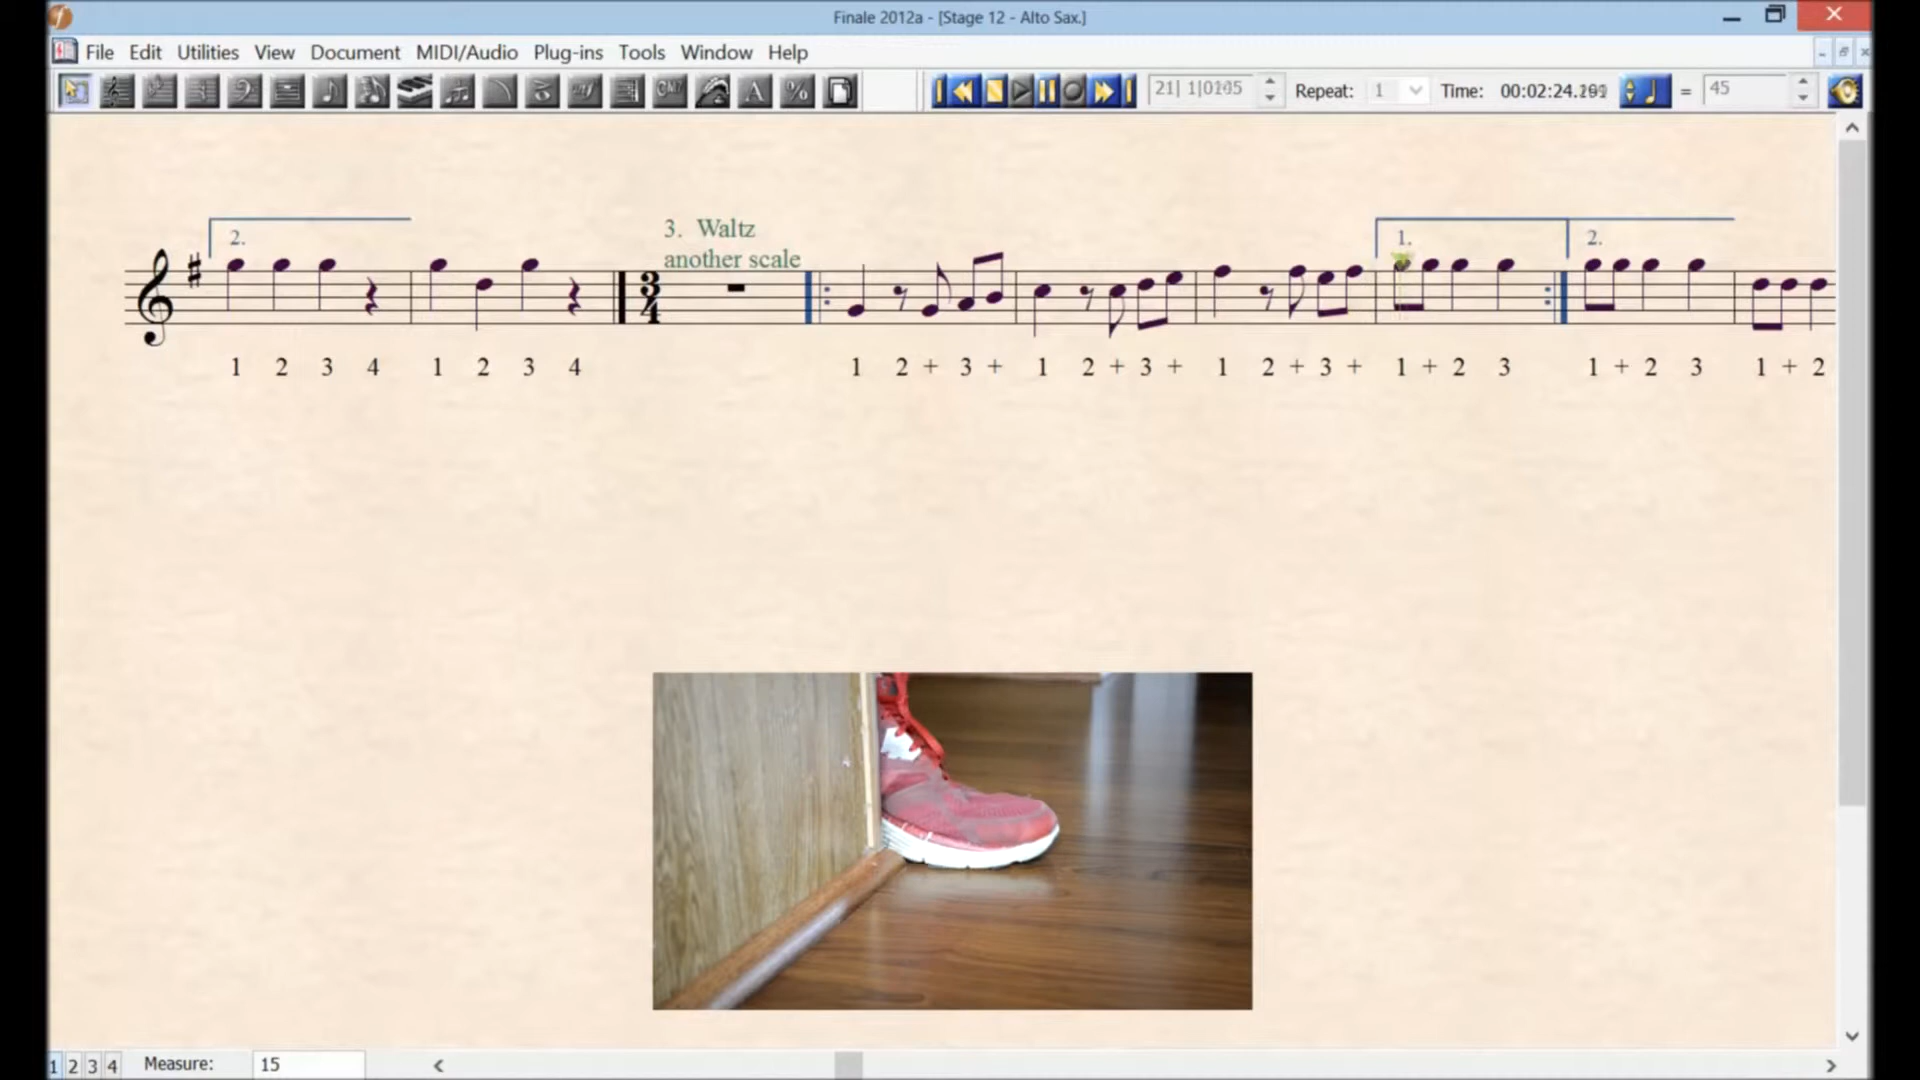 Finale 2012a - [Stage 12 - Alto Sax.]
File Edit Utilities View Document MIDI/Audio Plug-ins Tools Window Help
Repeat: 1 Time: = 45
2. 3. Waltz 1. 2.
another scale
3
4
1 2 3 4 1 2 3 4 1 2 + 3 + 1 2 + 3 + 1 2 + 3 + 1 + 2 3 1 + 2 3 1 + 2
1 2 3 4 Measure: 15